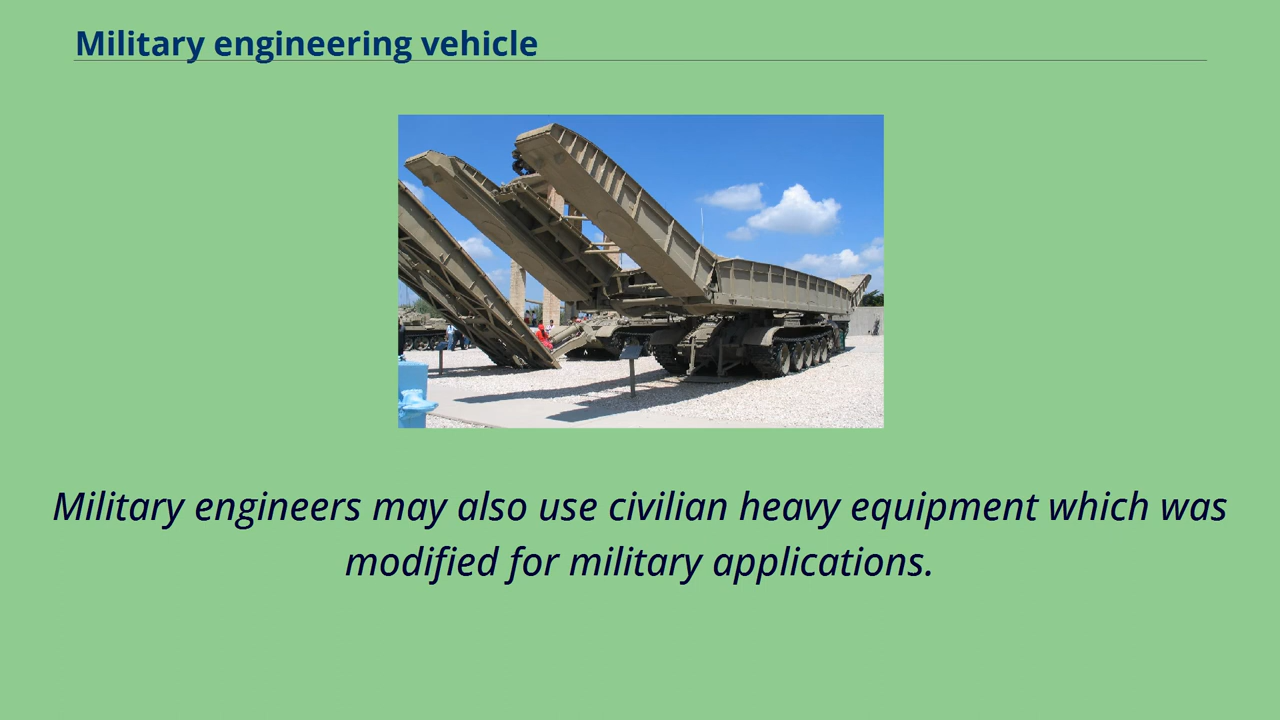 Military engineering vehicle
Military engineers may also use civilian heavy equipment which was
modified for military applications.